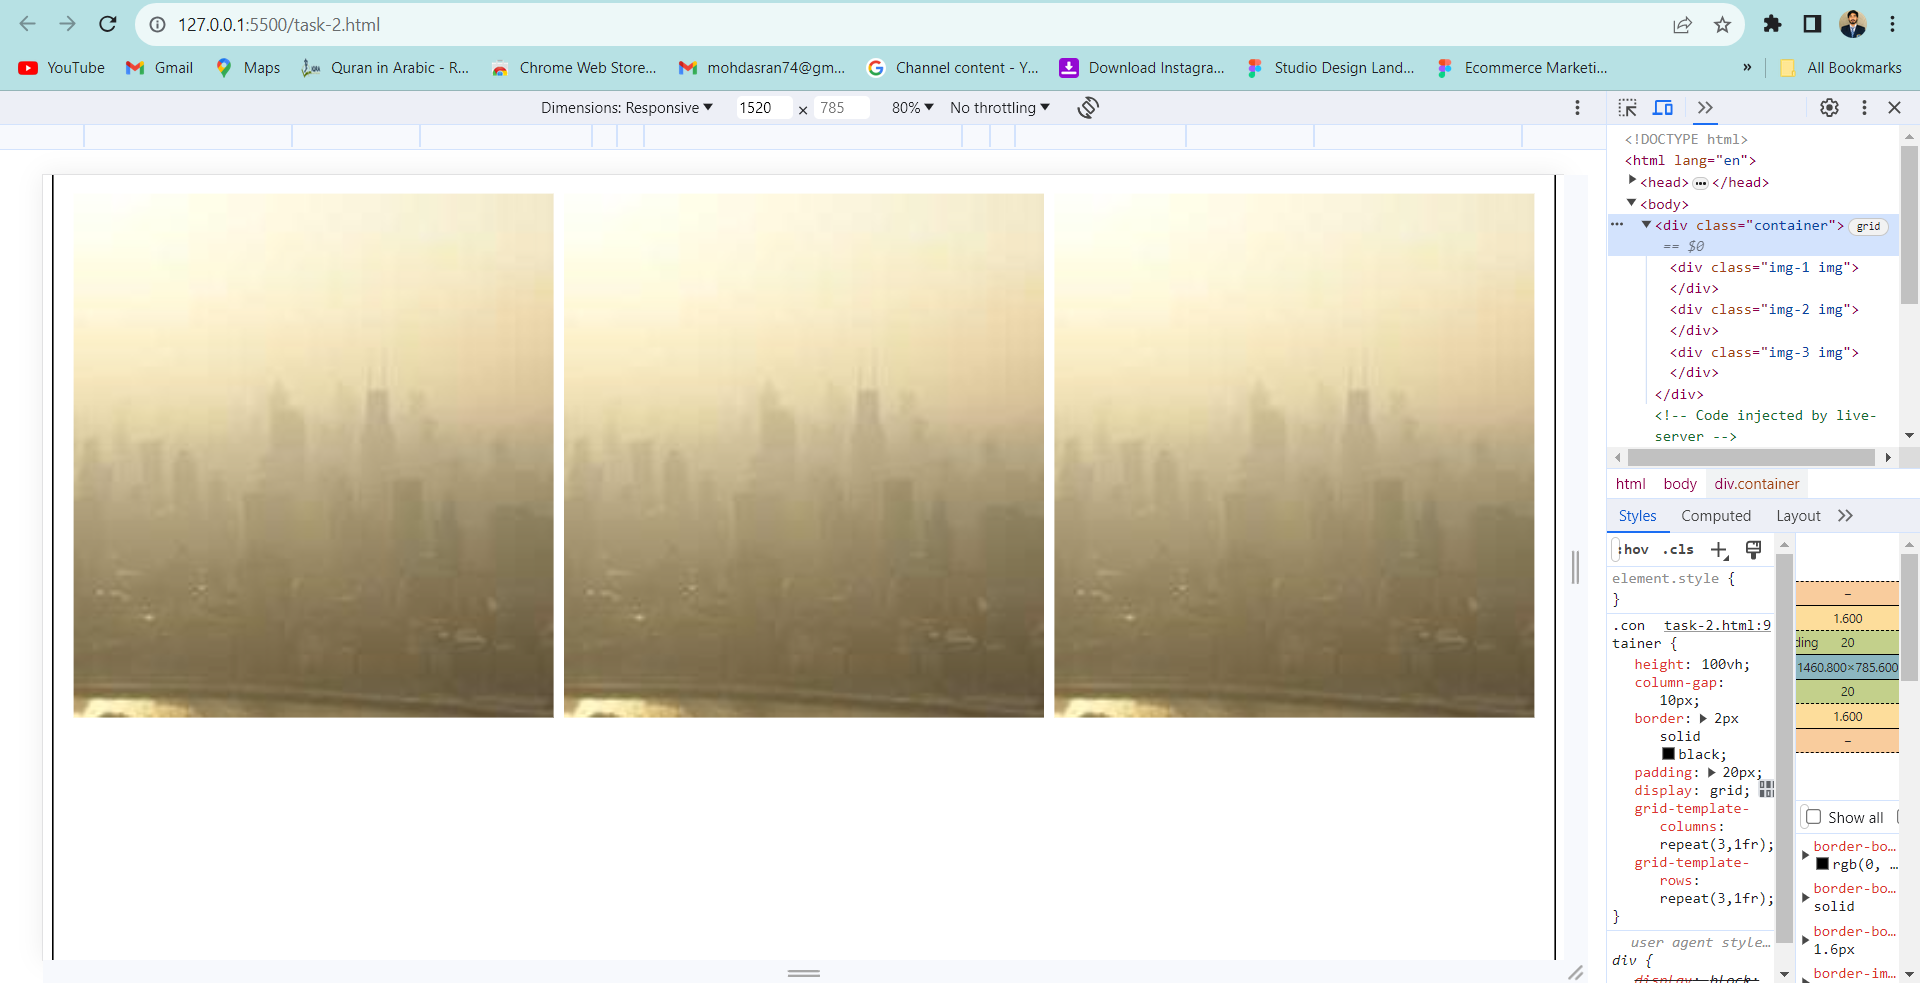 127.0.0.1:5500/task-2.html
YouTube
Gmail
Maps
Quran in Arabic - R...
Chrome Web Store...
mohdasran74@gm...
Channel content - Y...
Download Instagra...
Studio Design Land...
Ecommerce Marketi...
»
All Bookmarks
Dimensions: Responsive
1520 × 785
80%
No throttling
<!DOCTYPE html>
<html lang="en">
<head> ••• </head>
<body>
<div class="container"> grid
== $0
<div class="img-1 img">
</div>
<div class="img-2 img">
</div>
<div class="img-3 img">
</div>
</div>
<!-- Code injected by live-
server -->
html body div.container
Styles Computed Layout
:hov .cls
element.style {
}
.con task-2.html:9
tainer {
height: 100vh;
column-gap:
10px;
border: 2px
solid
black;
padding: 20px;
display: grid;
grid-template-
columns:
repeat(3,1fr);
grid-template-
rows:
repeat(3,1fr);
}
user agent style…
div {
display: block;
–
1.600
ding 20
1460.800×785.600
20
1.600
–
Show all
border-bo…
rgb(0, …
border-bo…
solid
border-bo…
1.6px
border-im…